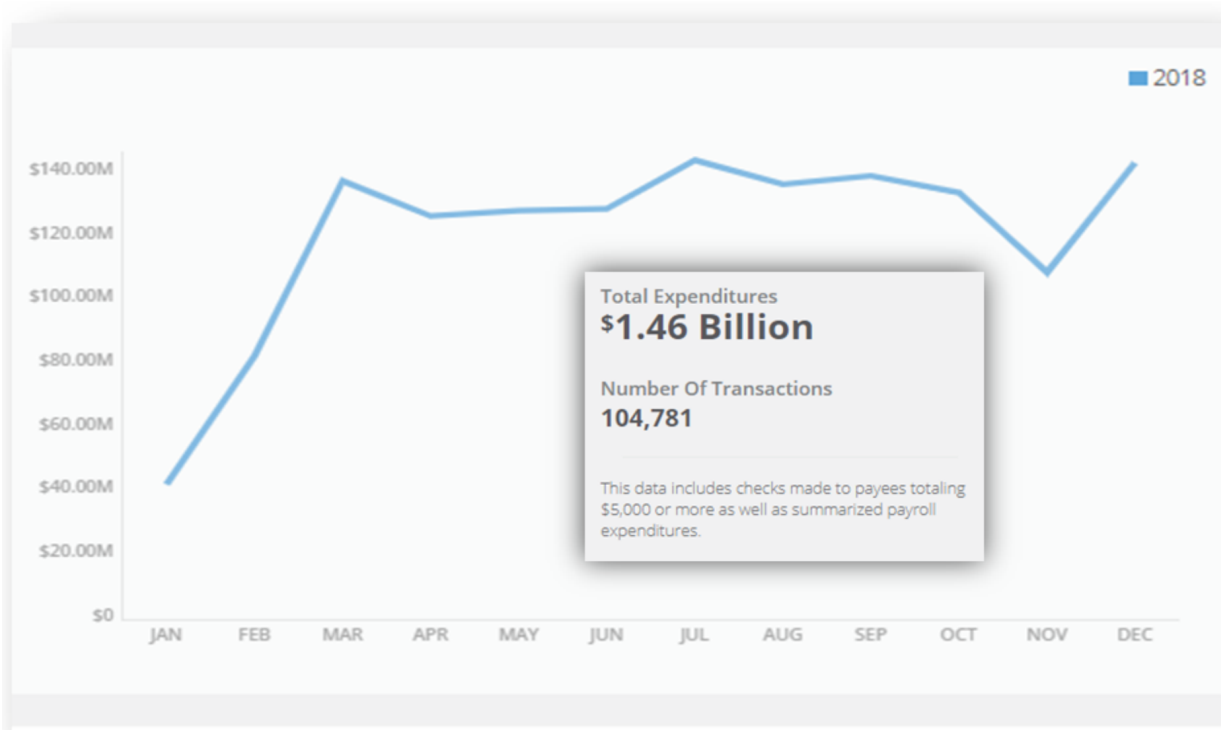 2018
$140.00M
$120.00M
$100.00M
$80.00M
$60.00M
$40.00M
$20.00M
$0
Total Expenditures
$1.46 Billion
Number Of Transactions
104,781
This data includes checks made to payees totaling
$5,000 or more as well as summarized payroll
expenditures.
JAN FEB MAR APR MAY JUN JUL AUG SEP OCT NOV DEC